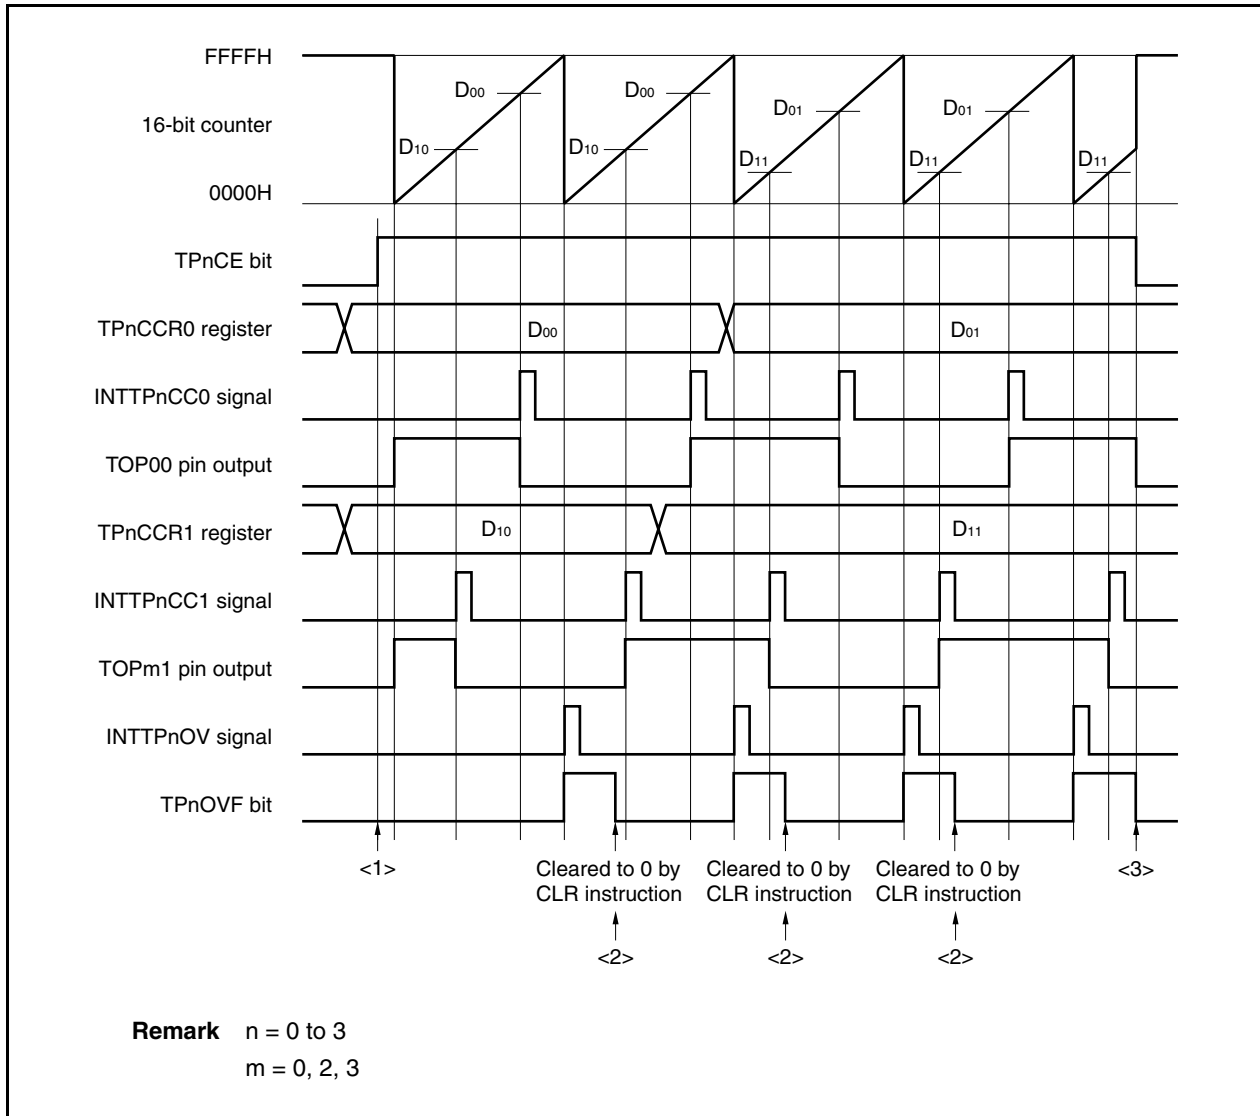 FFFFH
D00 D00
D01 D01
16-bit counter
D10 D10
D11 D11 D11
0000H
TPnCE bit
TPnCCR0 register
D00 D01
INTTPnCC0 signal
TOP00 pin output
TPnCCR1 register
D10 D11
INTTPnCC1 signal
TOPm1 pin output
INTTPnOV signal
TPnOVF bit
<1> Cleared to 0 by Cleared to 0 by Cleared to 0 by <3>
CLR instruction CLR instruction CLR instruction
<2> <2> <2>
Remark n = 0 to 3
m = 0, 2, 3